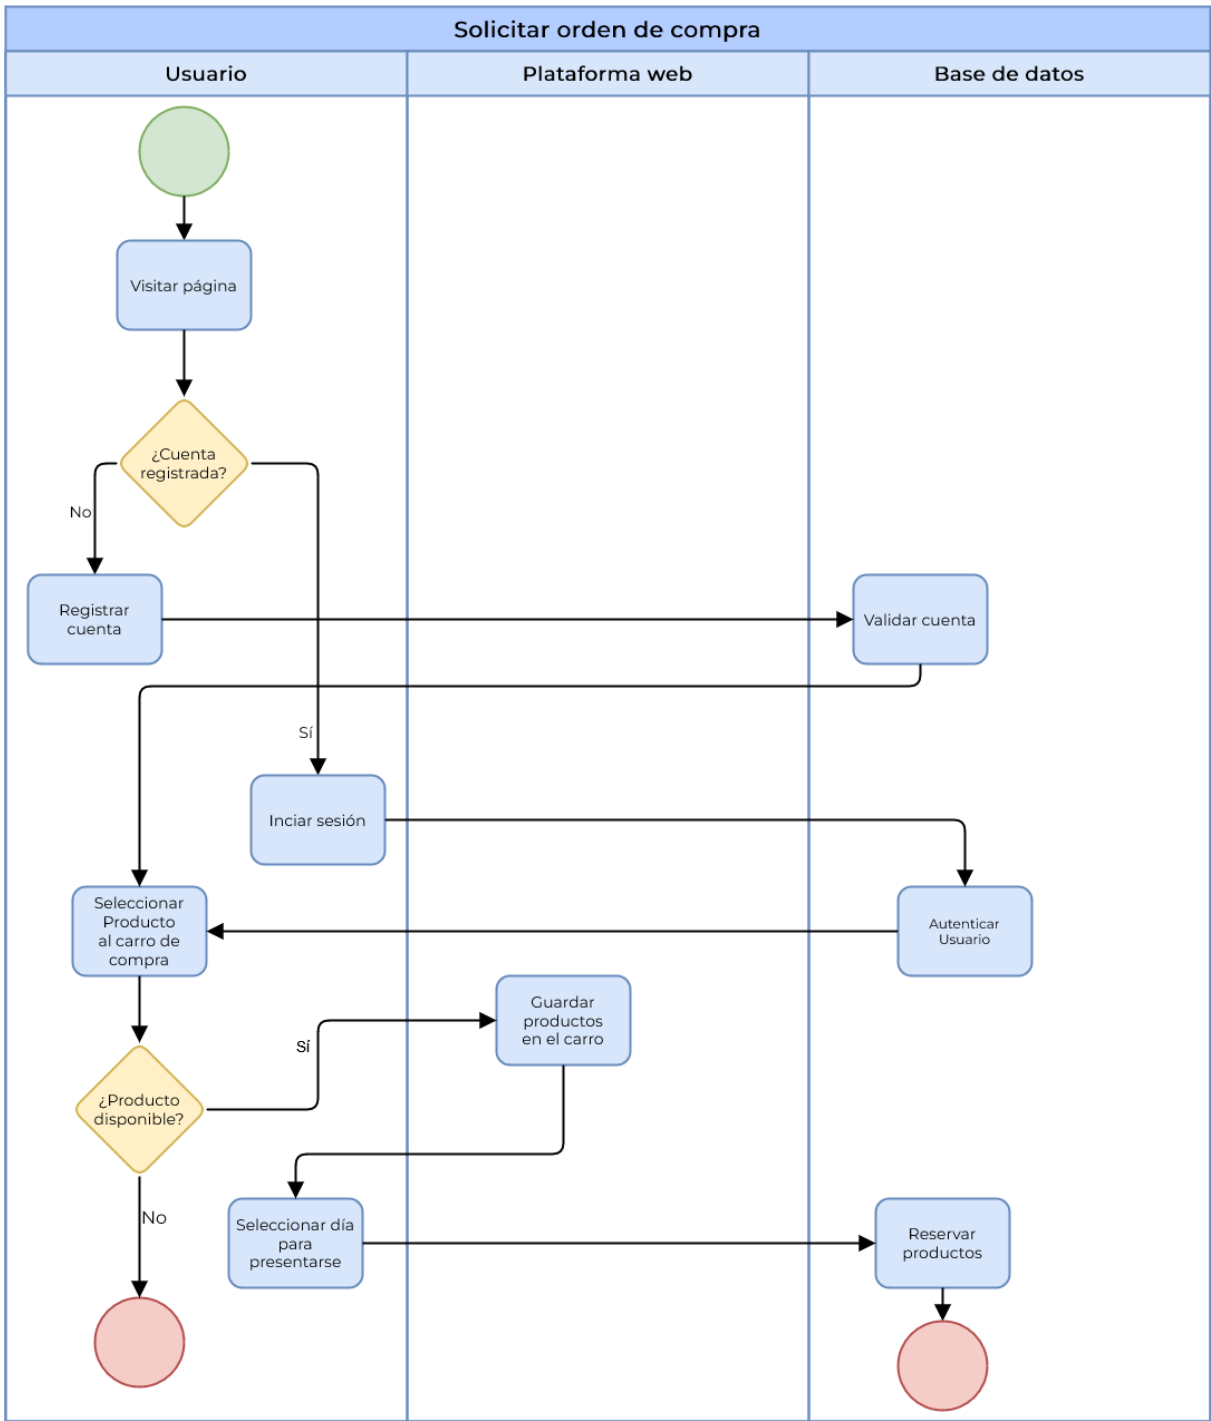 Solicitar orden de compra
Usuario
Plataforma web
Base de datos
Visitar página
¿Cuenta
registrada?
No
Registrar
cuenta
Validar cuenta
Sí
Inciar sesión
Seleccionar
Producto
al carro de
compra
Autenticar
Usuario
Guardar
productos
en el carro
Sí
¿Producto
disponible?
No
Seleccionar día
para
presentarse
Reservar
productos